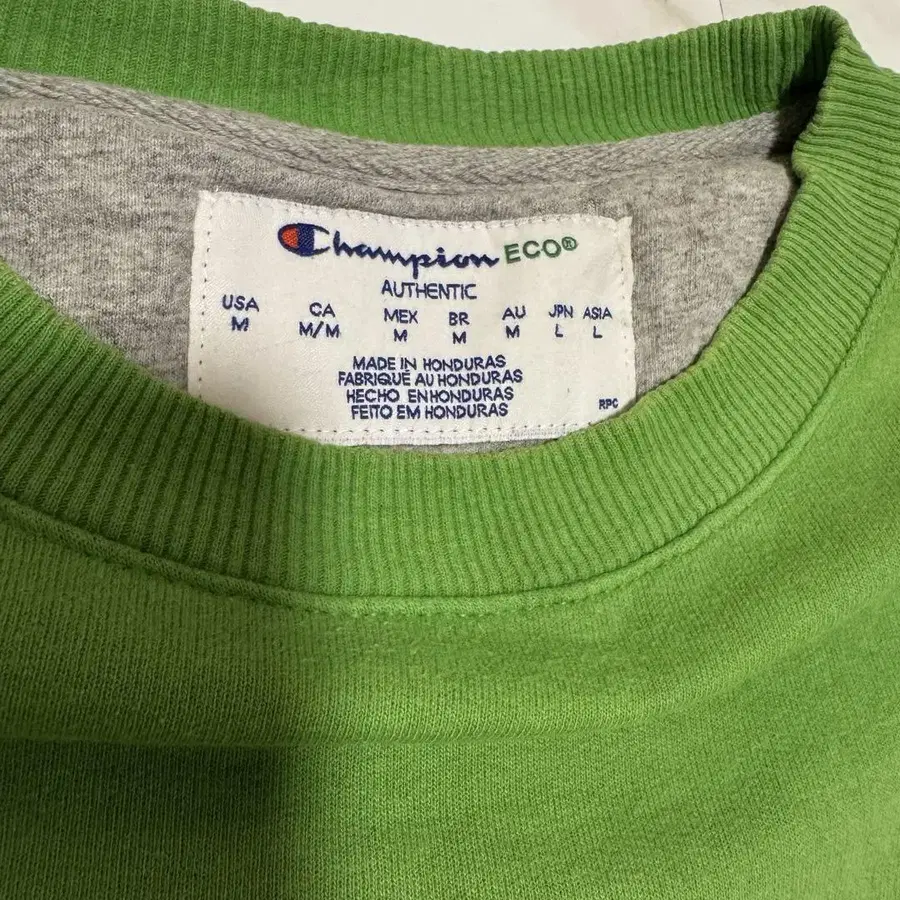 Champion ECO®
AUTHENTIC
USA CA MEX BR AU JPN ASIA
M M/M M M M L L
MADE IN HONDURAS
FABRIQUÉ AU HONDURAS
HECHO EN HONDURAS
FEITO EM HONDURAS
RPC